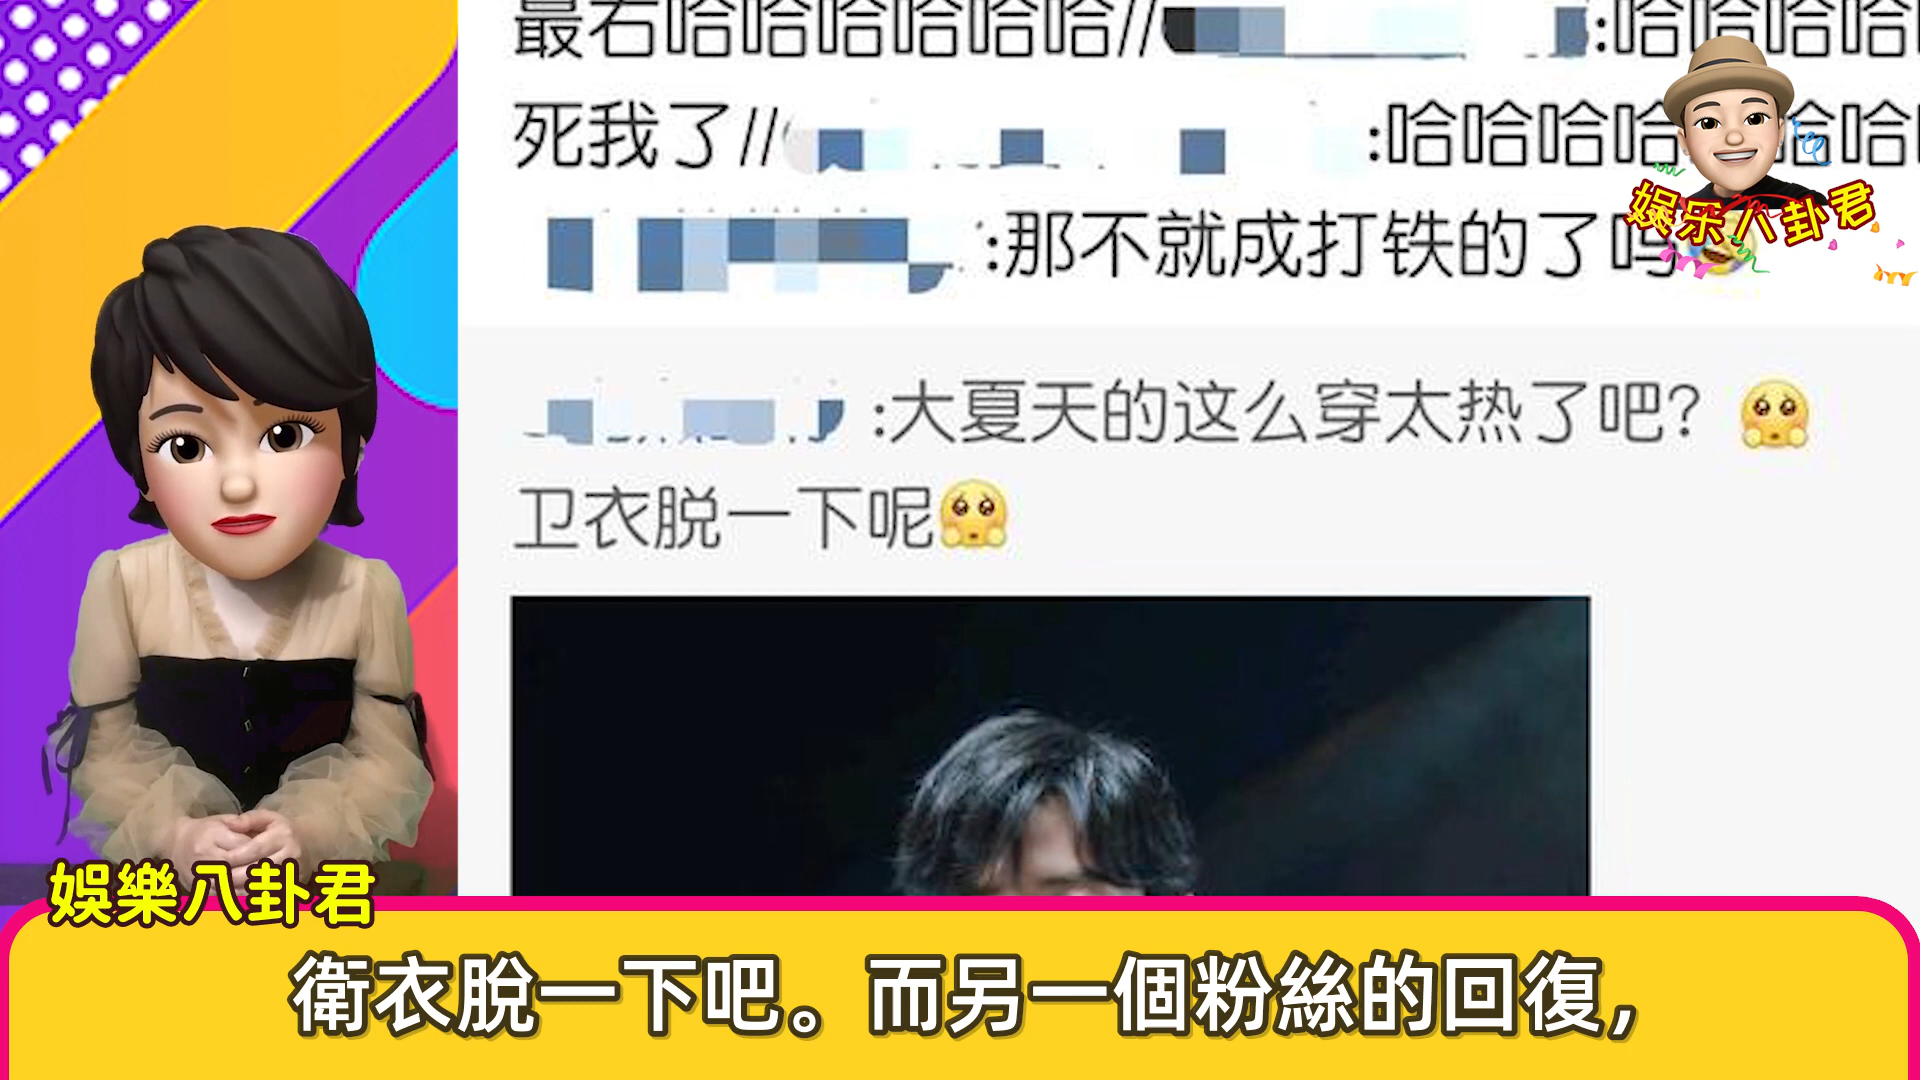 最右哈哈哈哈哈哈//:哈哈哈哈
死我了//:哈哈哈哈哈哈
:那不就成打铁的了吗
娱乐八卦君
:大夏天的这么穿太热了吧？
卫衣脱一下呢
娛樂八卦君
衛衣脫一下吧。而另一個粉絲的回復，